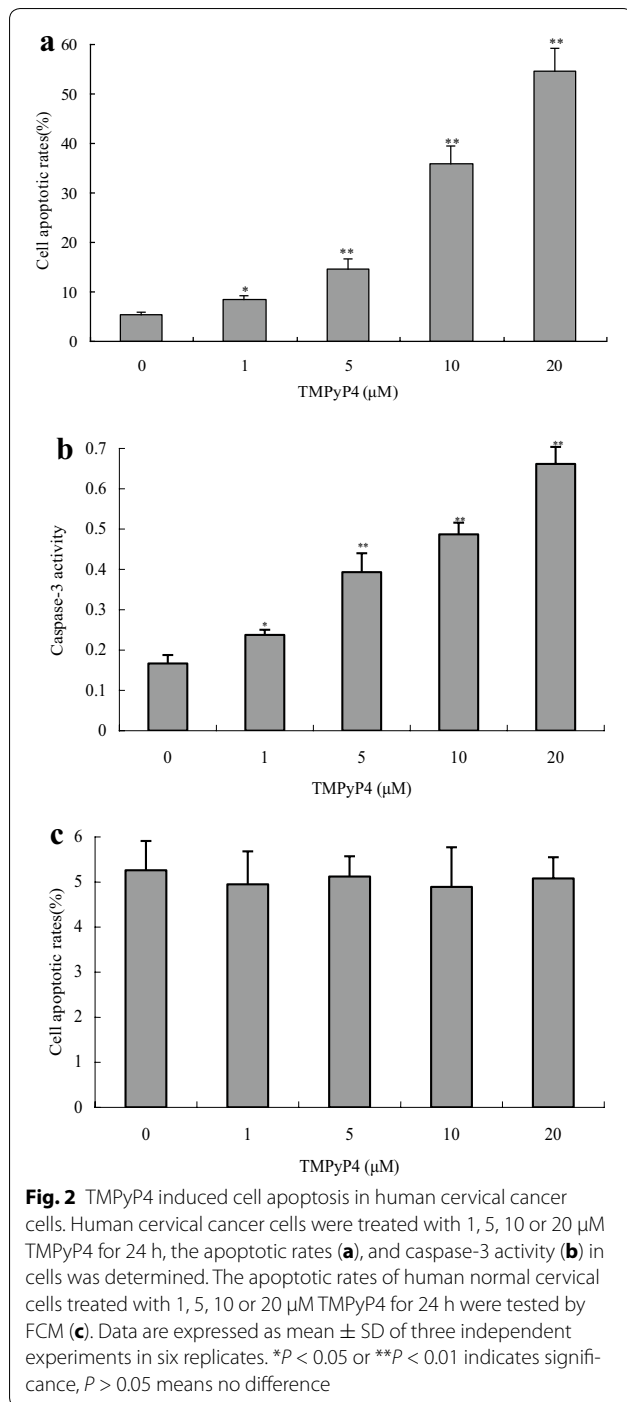 a
60
50
40
30
20
10
0
Cell apoptotic rates(%)
*
**
**
**
0 1 5 10 20
TMPyP4 (μM)
b
0.7
0.6
0.5
0.4
0.3
0.2
0.1
0
Caspase-3 activity
*
**
**
**
0 1 5 10 20
TMPyP4 (μM)
c
6
5
4
3
2
1
0
Cell apoptotic rates(%)
0 1 5 10 20
TMPyP4 (μM)
Fig. 2 TMPyP4 induced cell apoptosis in human cervical cancer
cells. Human cervical cancer cells were treated with 1, 5, 10 or 20 μM
TMPyP4 for 24 h, the apoptotic rates (a), and caspase-3 activity (b) in
cells was determined. The apoptotic rates of human normal cervical
cells treated with 1, 5, 10 or 20 μM TMPyP4 for 24 h were tested by
FCM (c). Data are expressed as mean ± SD of three independent
experiments in six replicates. *P < 0.05 or **P < 0.01 indicates signifi-
cance, P > 0.05 means no difference